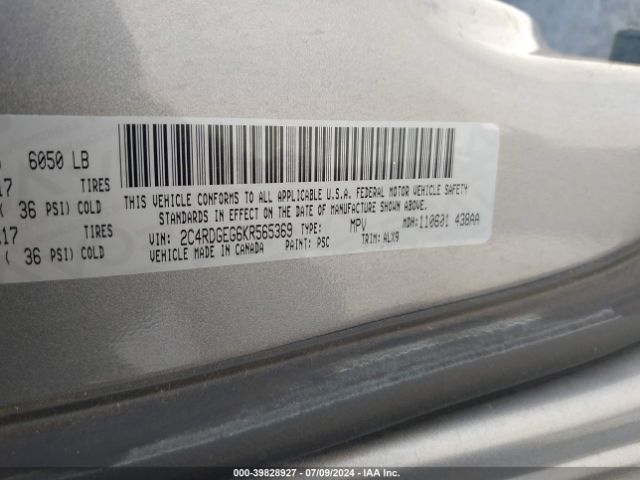 6050 LB
17 TIRES
( 36 PSI) COLD
.17 TIRES
( 36 PSI) COLD
THIS VEHICLE CONFORMS TO ALL APPLICABLE U.S.A. FEDERAL MOTOR VEHICLE SAFETY
STANDARDS IN EFFECT ON THE DATE OF MANUFACTURE SHOWN ABOVE.
VIN: 2C4RDGEG6KR565369 TYPE: MPV MDH:110601 438AA
VEHICLE MADE IN CANADA PAINT: PSC TRIM: ALX9
©-000-39828927 / 07/09/2024 / IAA Inc.